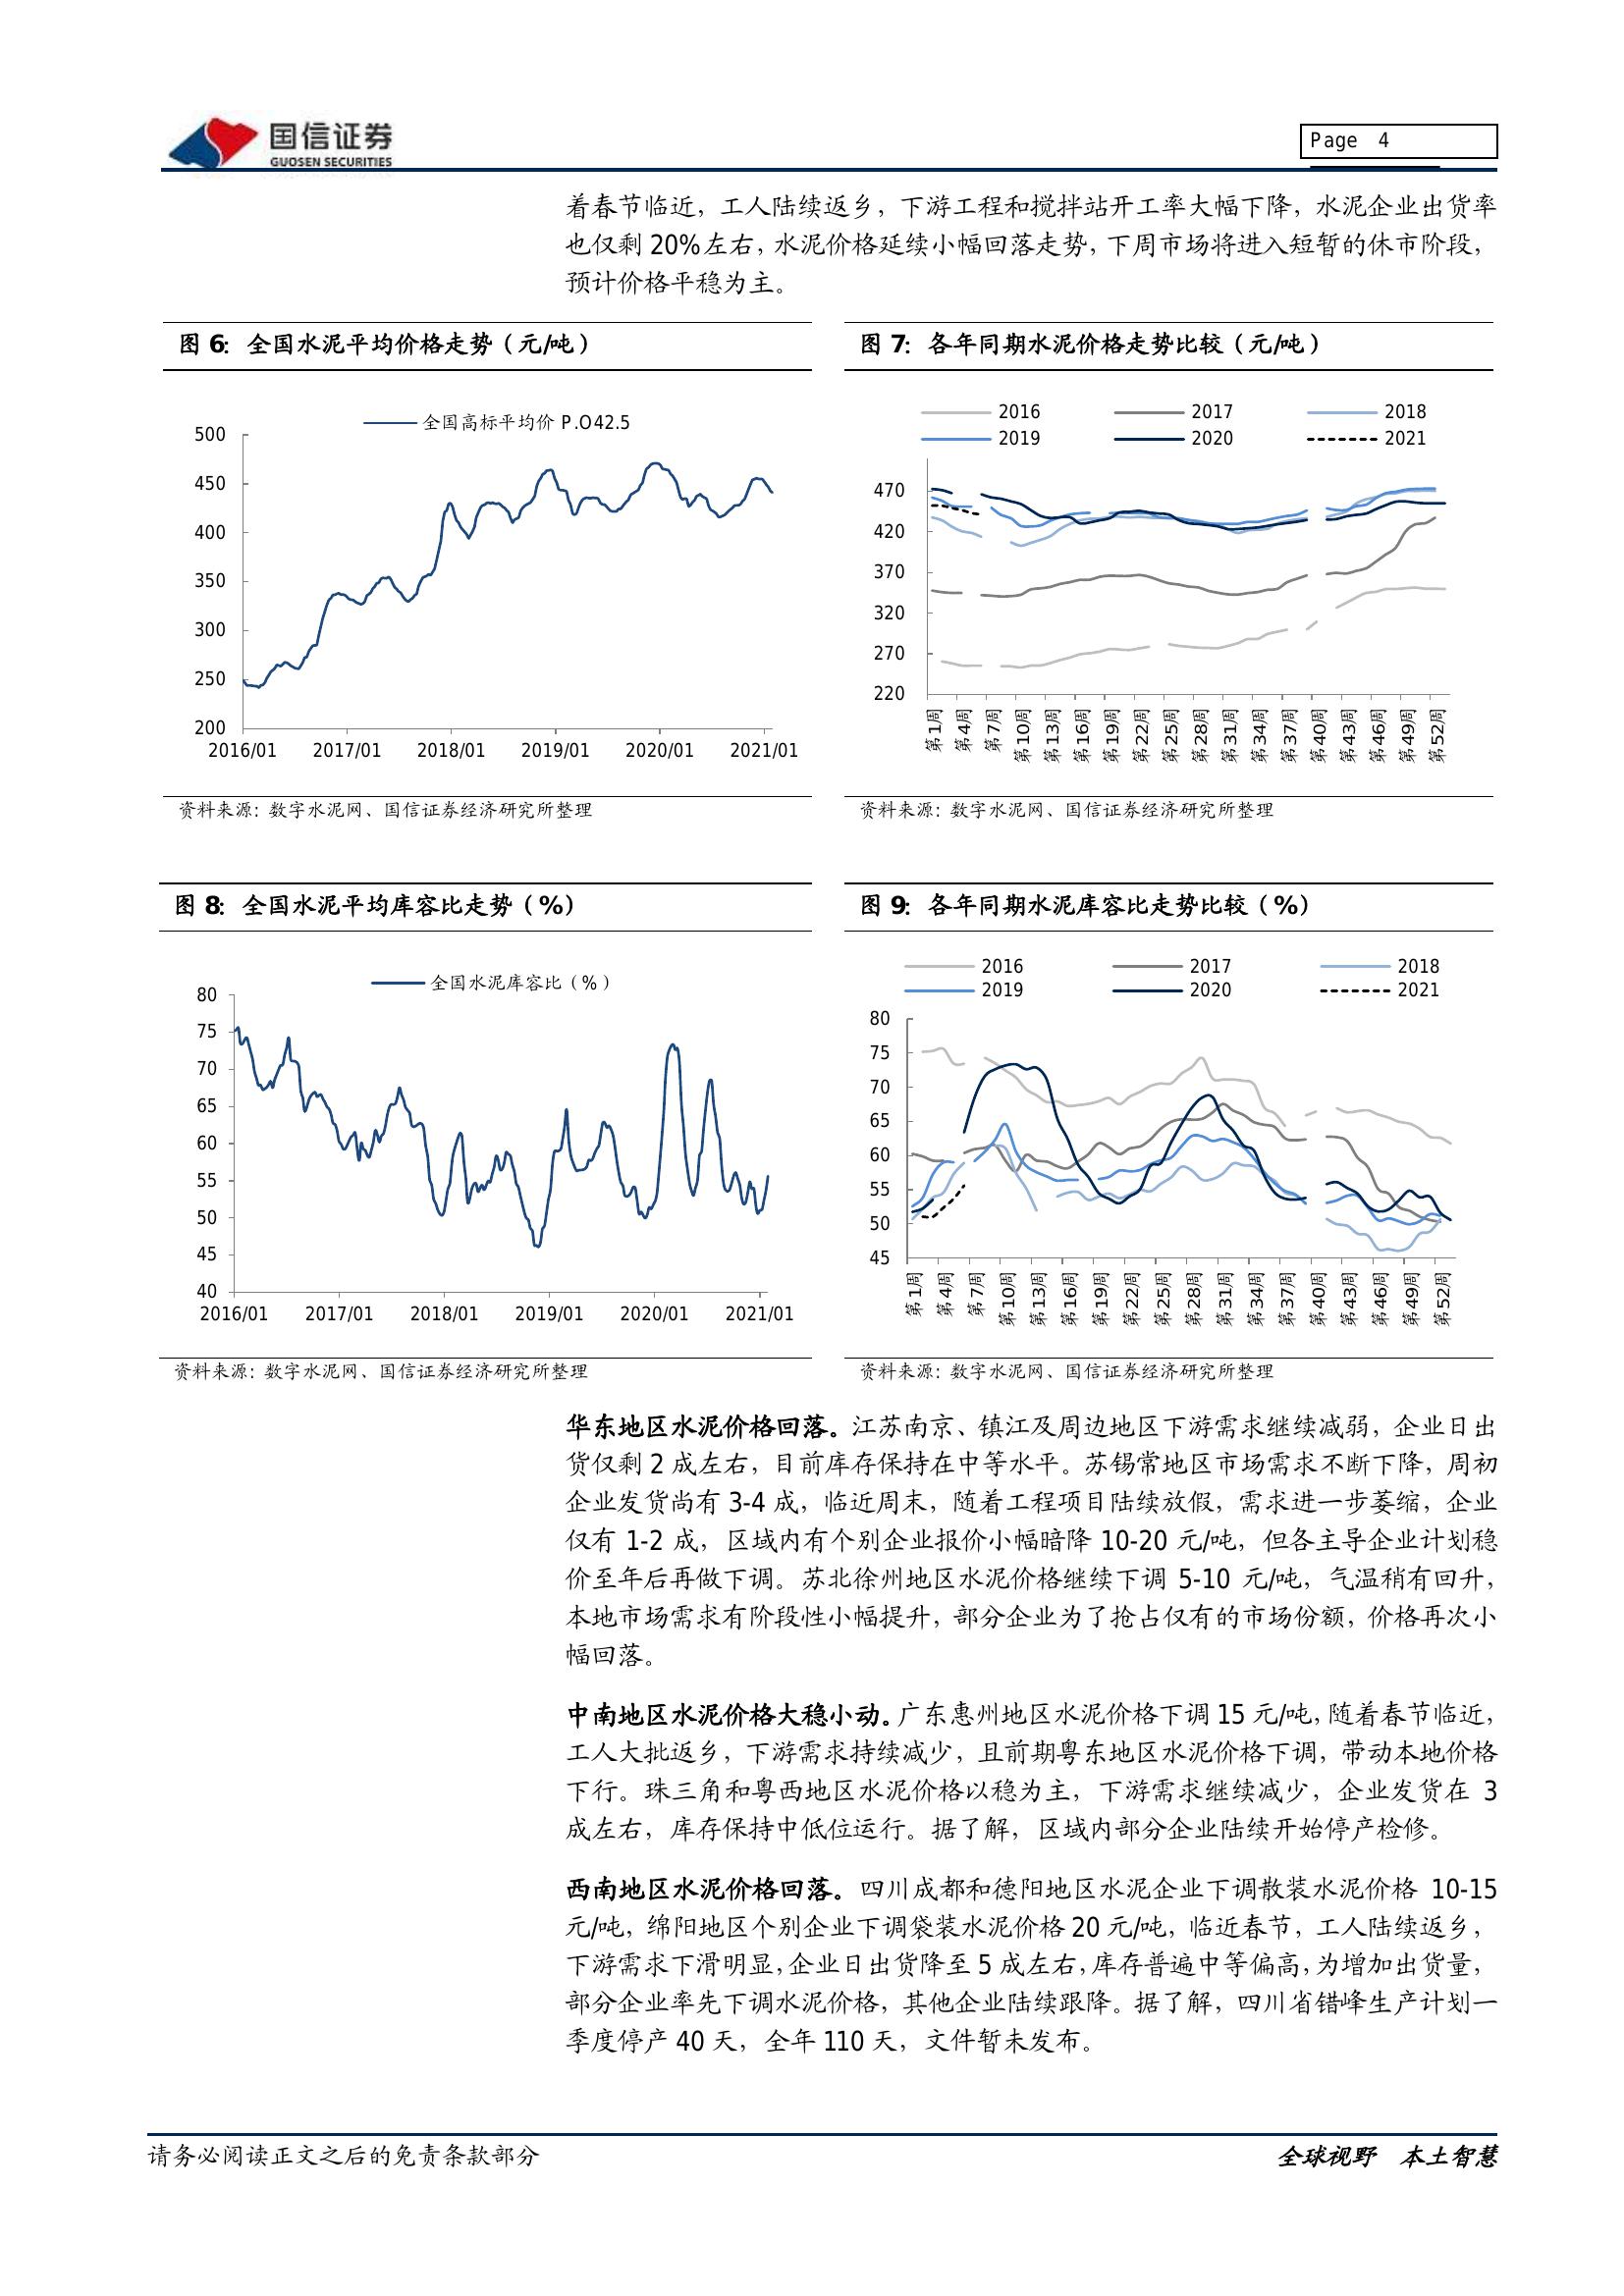 国信证券
GUOSEN SECURITIES
Page 4
着春节临近，工人陆续返乡，下游工程和搅拌站开工率大幅下降，水泥企业出货率
也仅剩 20%左右，水泥价格延续小幅回落走势，下周市场将进入短暂的休市阶段，
预计价格平稳为主。
图 6：全国水泥平均价格走势（元/吨）
全国高标平均价 P.O42.5
500
450
400
350
300
250
200
2016/01 2017/01 2018/01 2019/01 2020/01 2021/01
资料来源：数字水泥网、国信证券经济研究所整理
图 7：各年同期水泥价格走势比较（元/吨）
2016 2017 2018
2019 2020 2021
470
420
370
320
270
220
第1周 第4周 第7周 第10周 第13周 第16周 第19周 第22周 第25周 第28周 第31周 第34周 第37周 第40周 第43周 第46周 第49周 第52周
资料来源：数字水泥网、国信证券经济研究所整理
图 8：全国水泥平均库容比走势（%）
全国水泥库容比（%）
80
75
70
65
60
55
50
45
40
2016/01 2017/01 2018/01 2019/01 2020/01 2021/01
资料来源：数字水泥网、国信证券经济研究所整理
图 9：各年同期水泥库容比走势比较（%）
2016 2017 2018
2019 2020 2021
80
75
70
65
60
55
50
45
第1周 第4周 第7周 第10周 第13周 第16周 第19周 第22周 第25周 第28周 第31周 第34周 第37周 第40周 第43周 第46周 第49周 第52周
资料来源：数字水泥网、国信证券经济研究所整理
华东地区水泥价格回落。江苏南京、镇江及周边地区下游需求继续减弱，企业日出
货仅剩 2 成左右，目前库存保持在中等水平。苏锡常地区市场需求不断下降，周初
企业发货尚有 3-4 成，临近周末，随着工程项目陆续放假，需求进一步萎缩，企业
仅有 1-2 成，区域内有个别企业报价小幅暗降 10-20 元/吨，但各主导企业计划稳
价至年后再做下调。苏北徐州地区水泥价格继续下调 5-10 元/吨，气温稍有回升，
本地市场需求有阶段性小幅提升，部分企业为了抢占仅有的市场份额，价格再次小
幅回落。
中南地区水泥价格大稳小动。广东惠州地区水泥价格下调 15 元/吨，随着春节临近，
工人大批返乡，下游需求持续减少，且前期粤东地区水泥价格下调，带动本地价格
下行。珠三角和粤西地区水泥价格以稳为主，下游需求继续减少，企业发货在 3
成左右，库存保持中低位运行。据了解，区域内部分企业陆续开始停产检修。
西南地区水泥价格回落。四川成都和德阳地区水泥企业下调散装水泥价格 10-15
元/吨，绵阳地区个别企业下调袋装水泥价格 20 元/吨，临近春节，工人陆续返乡，
下游需求下滑明显，企业日出货降至 5 成左右，库存普遍中等偏高，为增加出货量，
部分企业率先下调水泥价格，其他企业陆续跟降。据了解，四川省错峰生产计划一
季度停产 40 天，全年 110 天，文件暂未发布。
请务必阅读正文之后的免责条款部分
全球视野 本土智慧